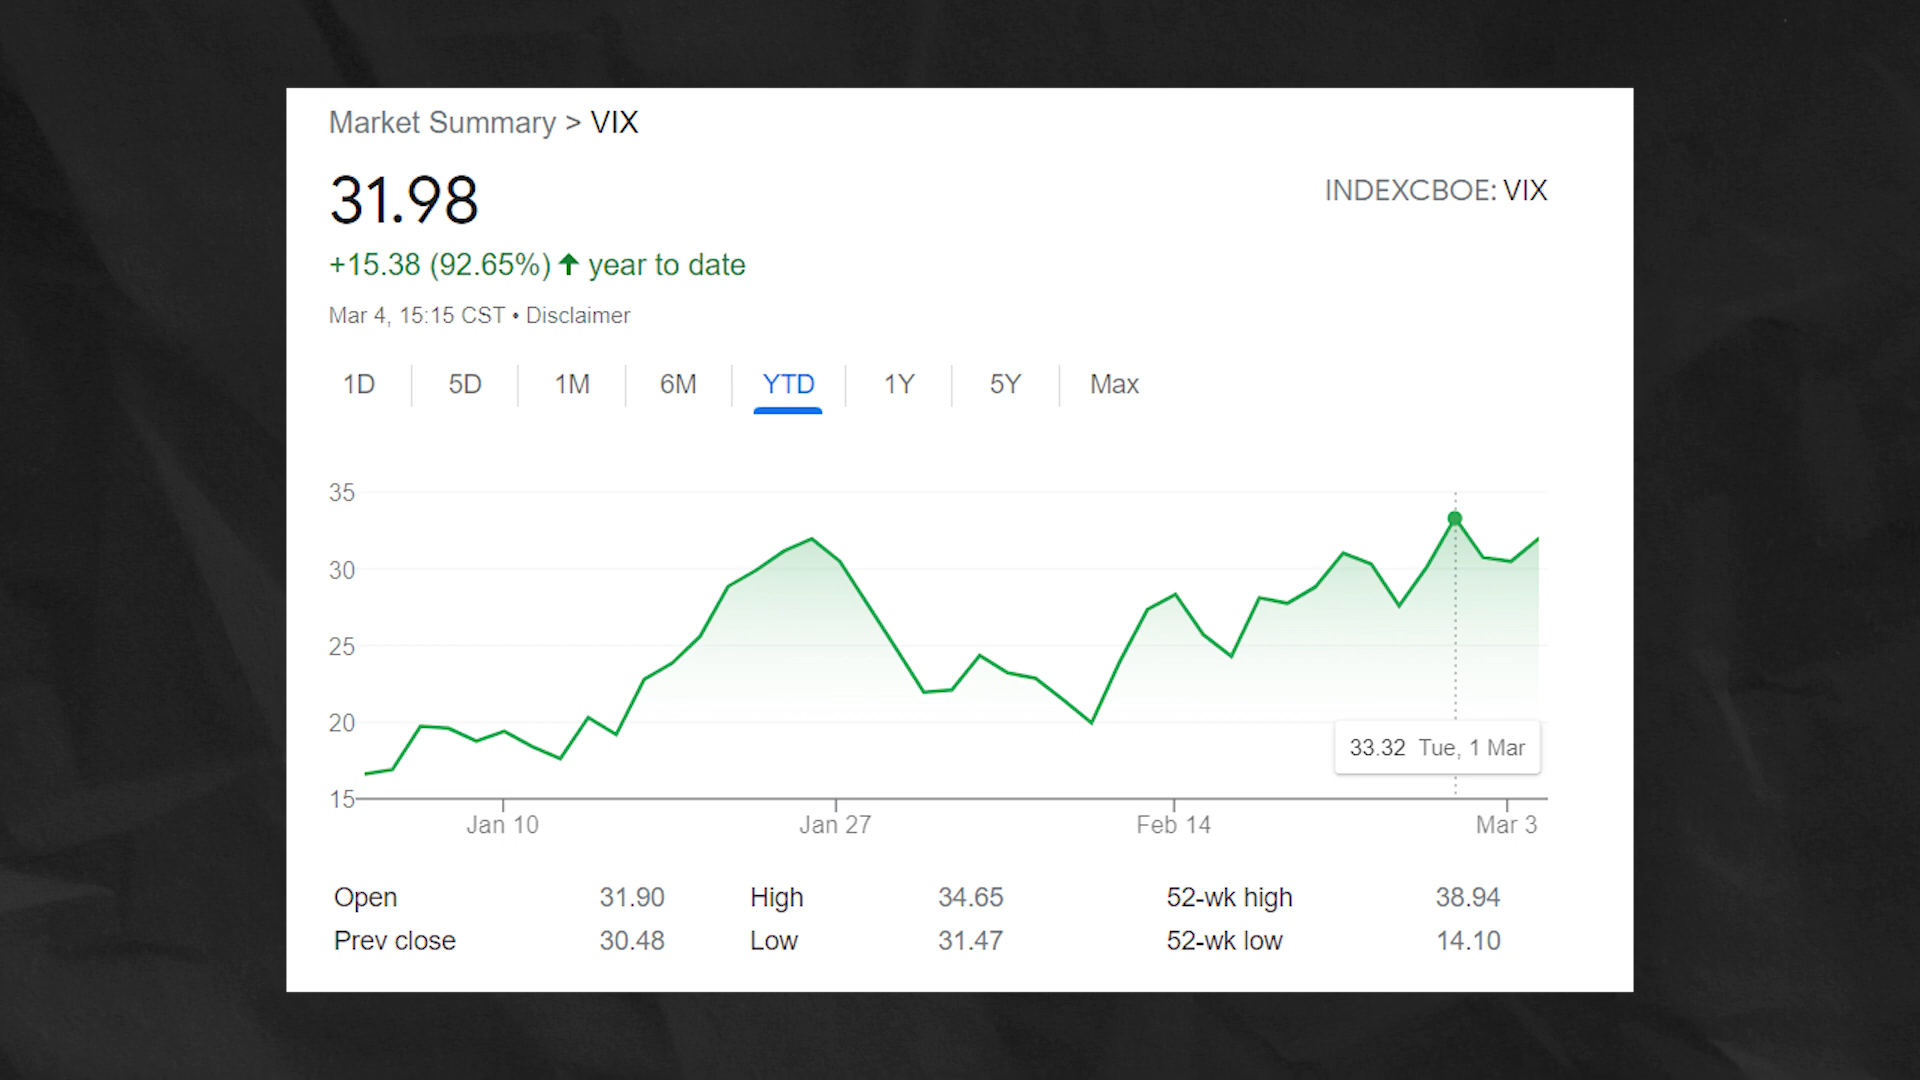 Market Summary > VIX
31.98
INDEXCBOE: VIX
+15.38 (92.65%) ↑ year to date
Mar 4, 15:15 CST • Disclaimer
1D 5D 1M 6M YTD 1Y 5Y Max
35
30
25
20
33.32 Tue, 1 Mar
15
Jan 10 Jan 27 Feb 14 Mar 3
Open 31.90 High 34.65 52-wk high 38.94
Prev close 30.48 Low 31.47 52-wk low 14.10